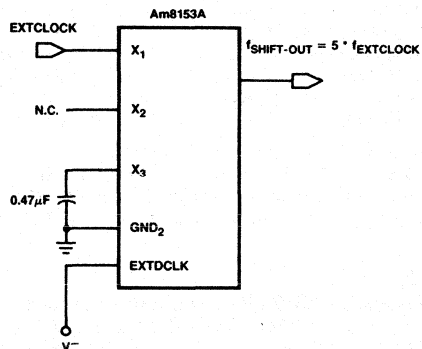 Am8153A
EXTCLOCK
X1
fSHIFT-OUT = 5 * fEXTCLOCK
N.C.
X2
X3
0.47µF
GND2
EXTDCLK
V−